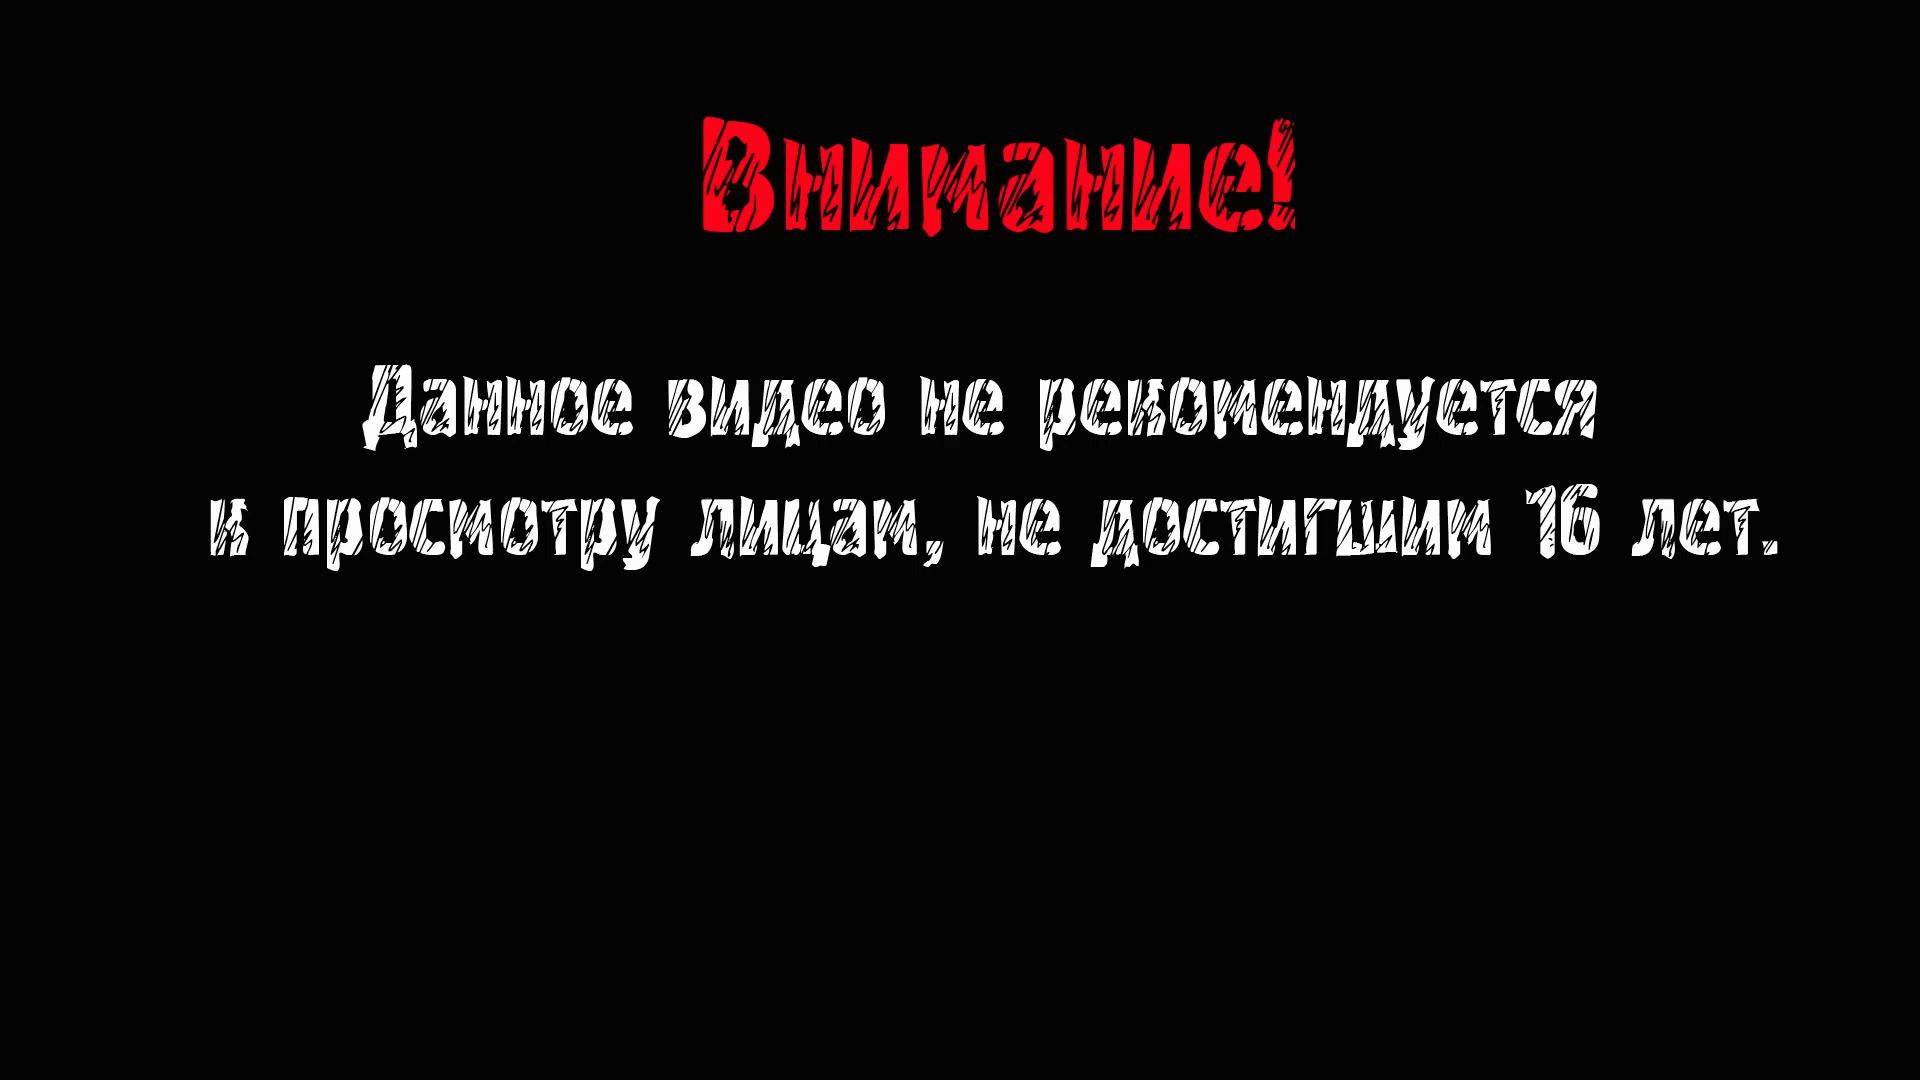 Внимание!
Данное видео не рекомендуется
к просмотру лицам, не достигшим 16 лет.